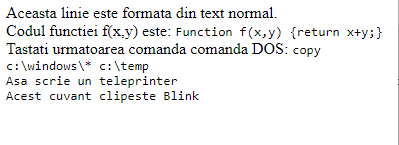 Aceasta linie este formata din text normal.
Codul functiei f(x,y) este: Function f(x,y) {return x+y;}
Tastati urmatoarea comanda comanda DOS: copy
c:\windows\* c:\temp
Asa scrie un teleprinter
Acest cuvant clipeste Blink